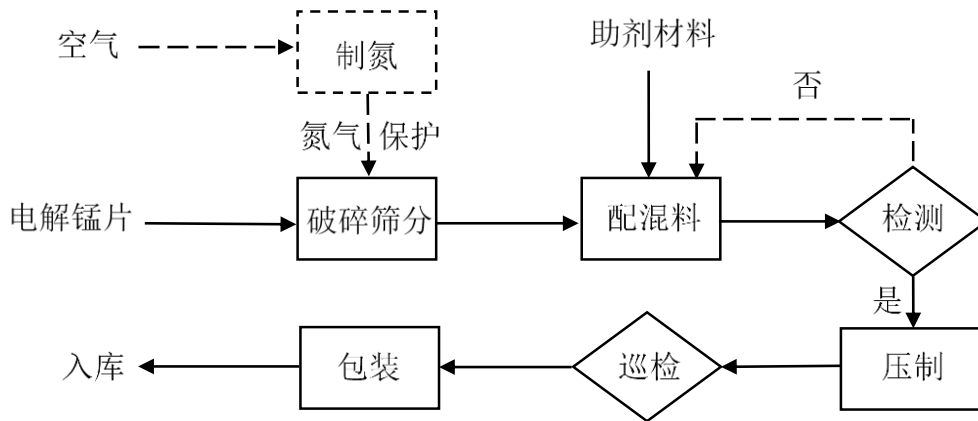 空气
制氮
助剂材料
否
氮气 保护
电解锰片
破碎筛分
配混料
检测
是
入库
包装
巡检
压制